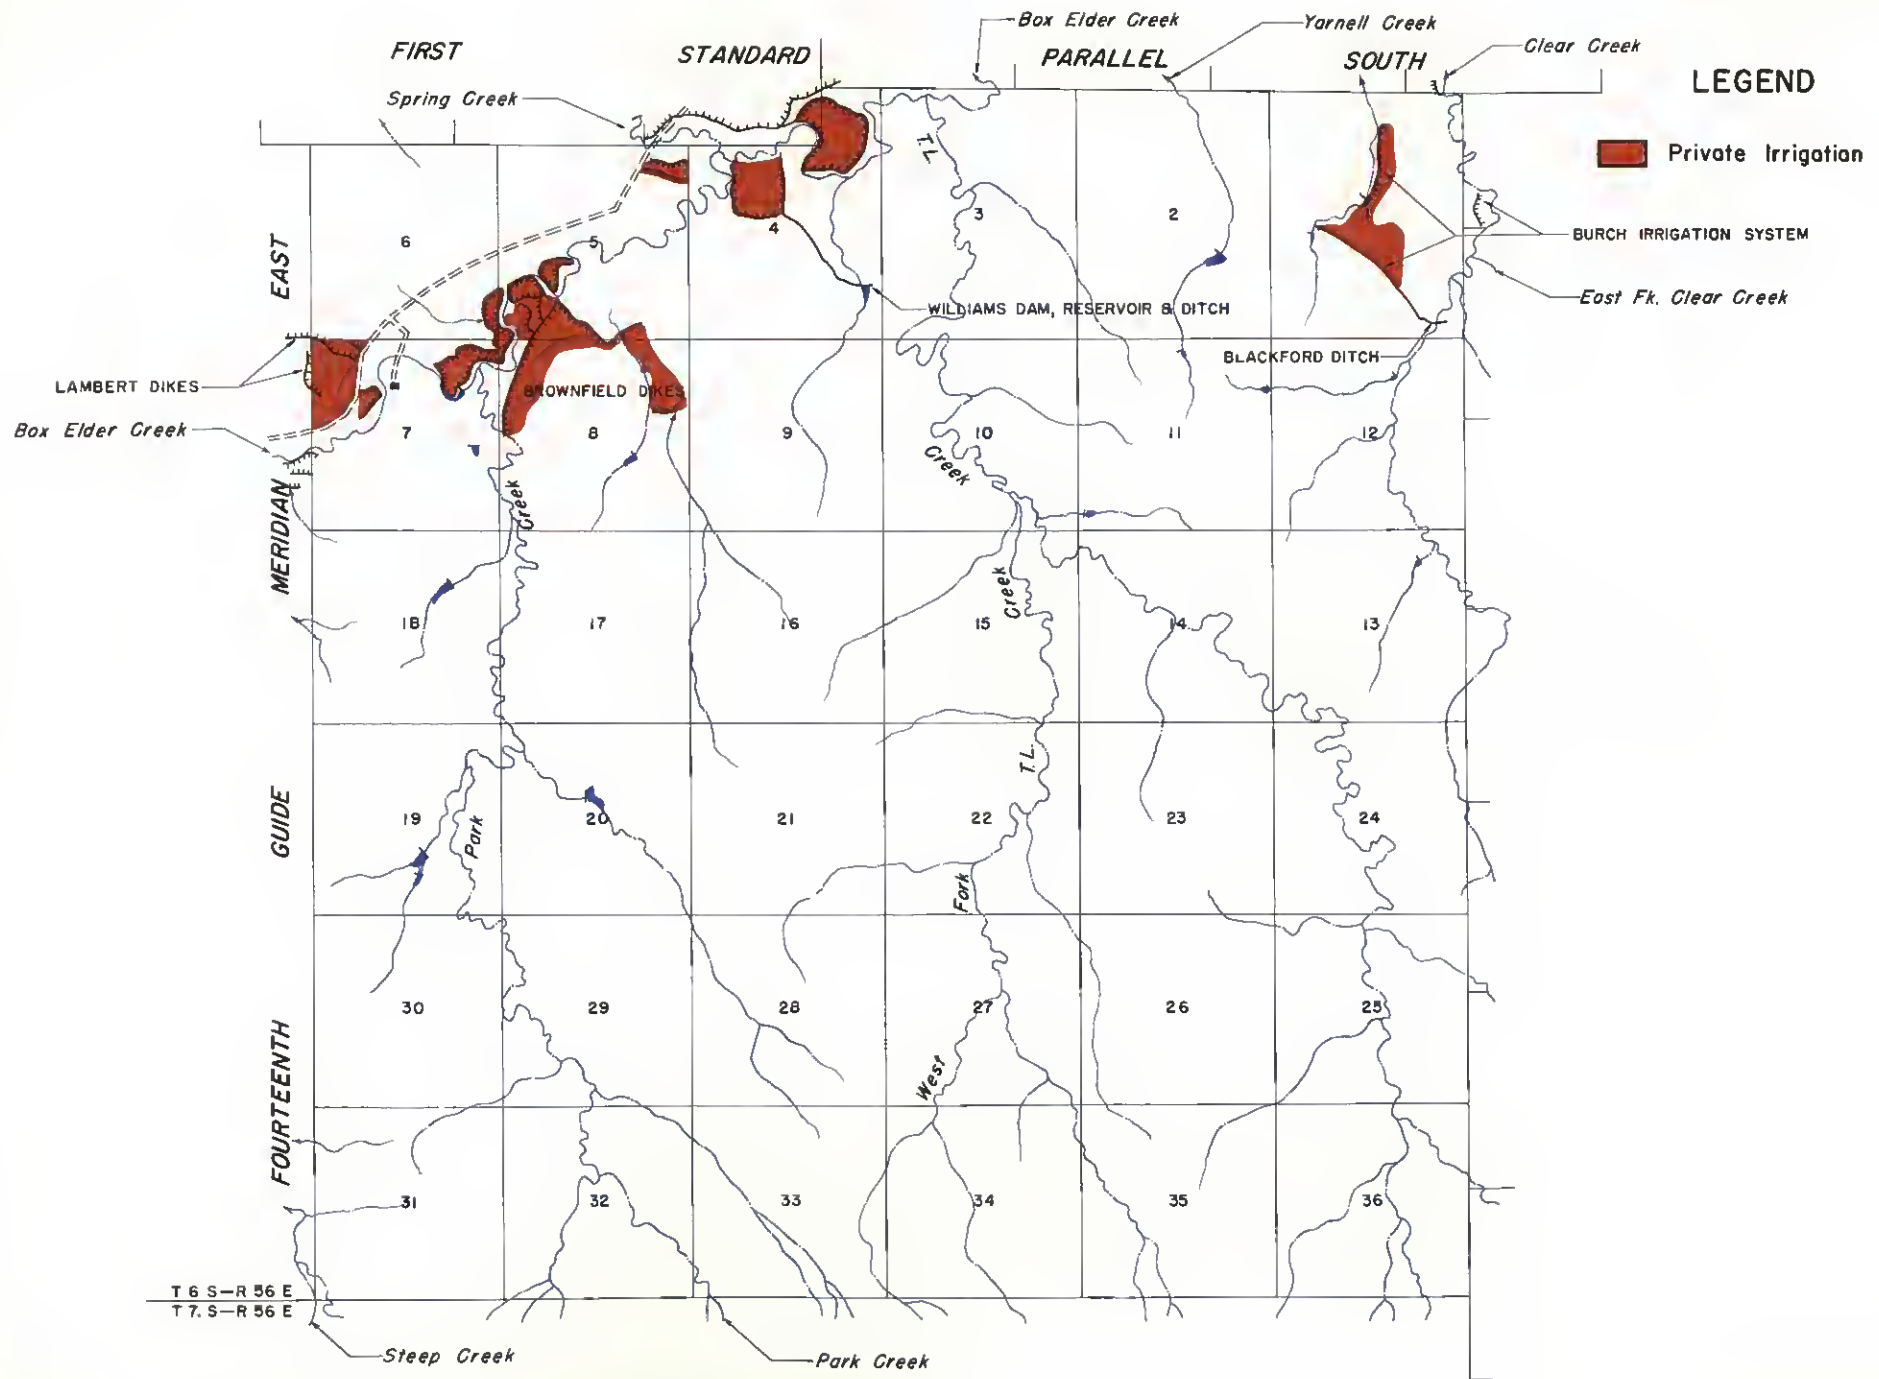 Box Elder Creek
Yarnell Creek
Clear Creek
FIRST STANDARD PARALLEL SOUTH
LEGEND
Spring Creek
Private Irrigation
T.L.
EAST
6 5 4 3 2
BURCH IRRIGATION SYSTEM
East Fk. Clear Creek
WILLIAMS DAM, RESERVOIR & DITCH
BLACKFORD DITCH
LAMBERT DIKES
BROWNFIELD DIKES
Box Elder Creek
7 8 9 10 11 12
Creek
Creek
MERIDIAN
Creek
18 17 16 15 14 13
T.L.
GUIDE
19 20 21 22 23 24
Park
Fork
30 29 28 27 26 25
West
FOURTEENTH
31 32 33 34 35 36
T 6 S-R 56 E
T 7. S-R 56 E
Steep Creek
Park Creek